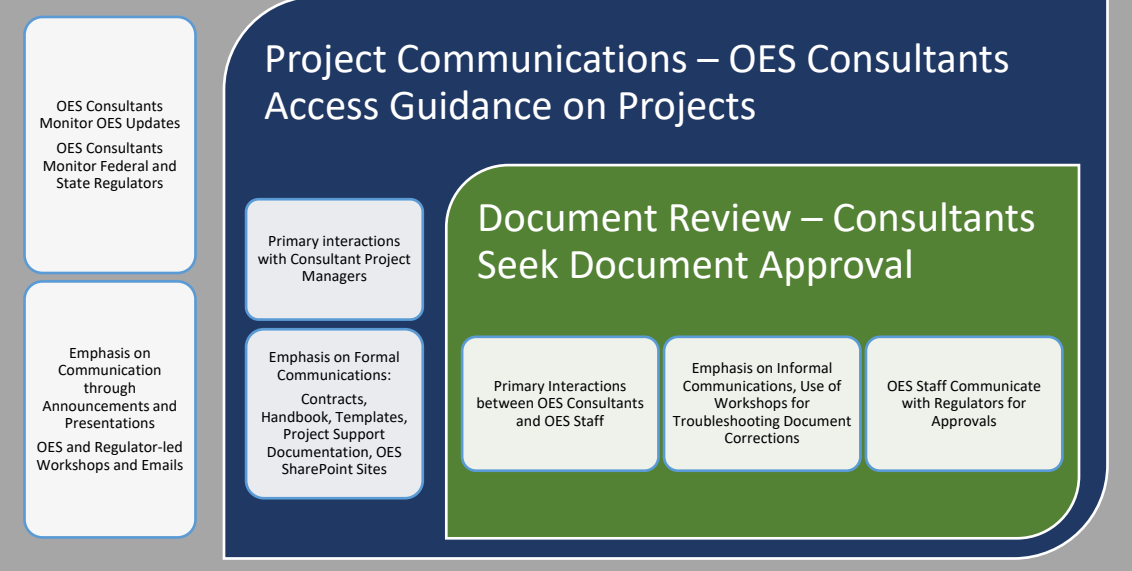 OES Consultants
Monitor OES Updates
OES Consultants
Monitor Federal and
State Regulators
Emphasis on
Communication
through
Announcements and
Presentations
OES and Regulator-led
Workshops and Emails
Project Communications – OES Consultants
Access Guidance on Projects
Primary interactions
with Consultant Project
Managers
Emphasis on Formal
Communications:
Contracts,
Handbook, Templates,
Project Support
Documentation, OES
SharePoint Sites
Document Review – Consultants
Seek Document Approval
Primary Interactions
between OES Consultants
and OES Staff
Emphasis on Informal
Communications, Use of
Workshops for
Troubleshooting Document
Corrections
OES Staff Communicate
with Regulators for
Approvals